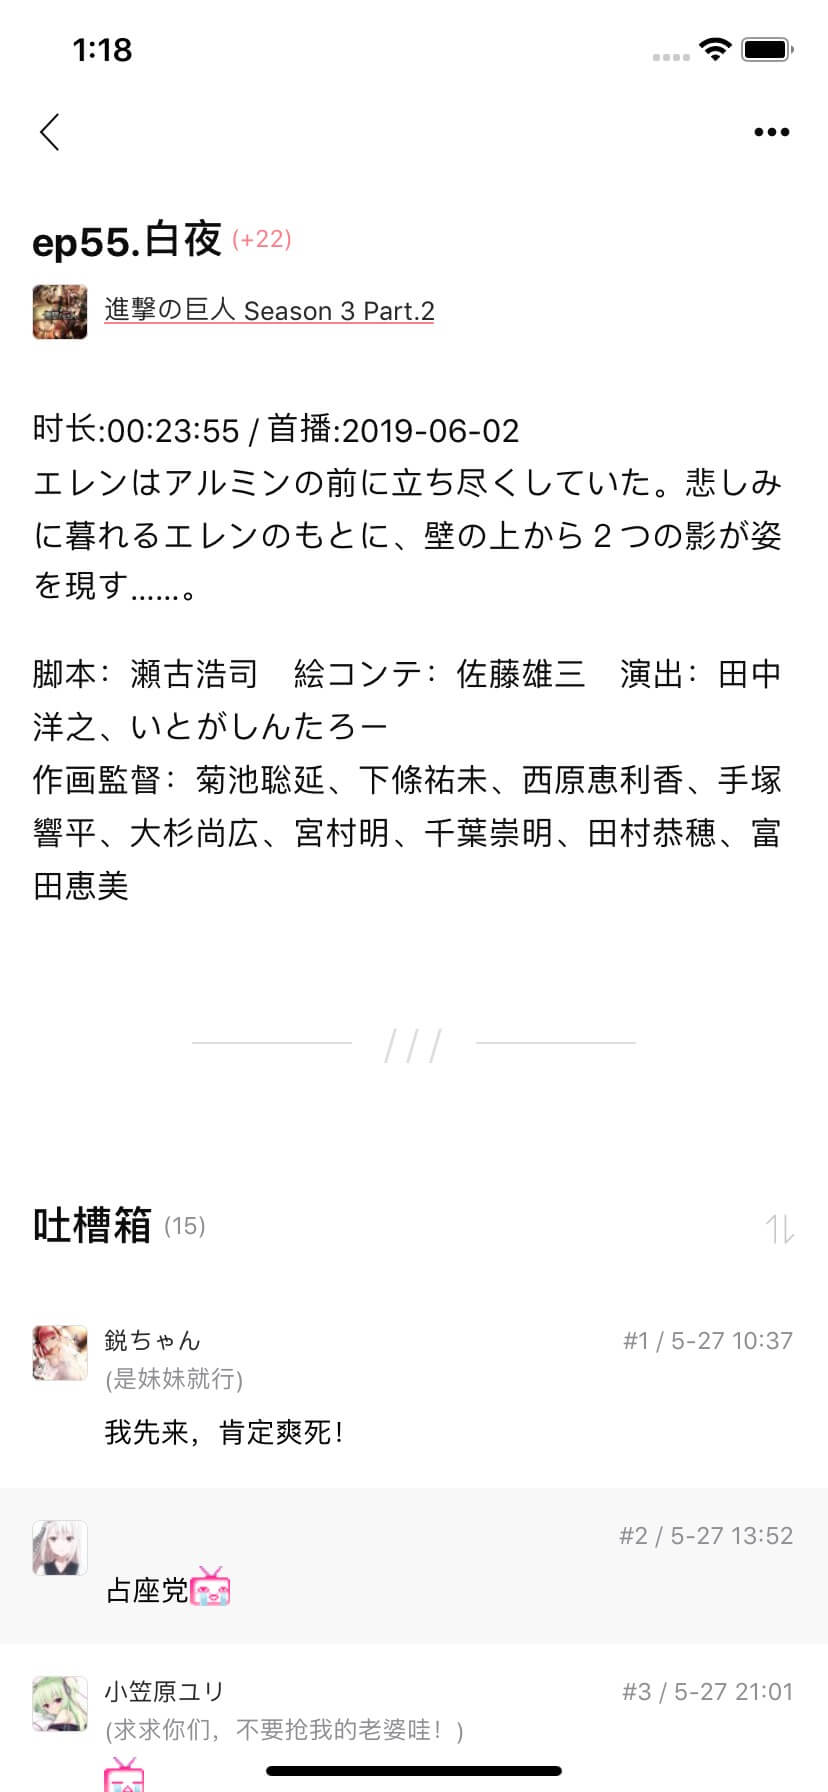 1:18
ep55.白夜 (+22)
進撃の巨人 Season 3 Part.2
时长:00:23:55 / 首播:2019-06-02
エレンはアルミンの前に立ち尽くしていた。悲しみ
に暮れるエレンのもとに、壁の上から２つの影が姿
を現す……。
脚本：瀬古浩司　絵コンテ：佐藤雄三　演出：田中
洋之、いとがしんたろー
作画監督：菊池聡延、下條祐未、西原恵利香、手塚
響平、大杉尚広、宮村明、千葉崇明、田村恭穂、富
田恵美
///
吐槽箱 (15)
鋭ちゃん #1 / 5-27 10:37
(是妹妹就行)
我先来，肯定爽死！
#2 / 5-27 13:52
占座党
小笠原ユリ #3 / 5-27 21:01
(求求你们，不要抢我的老婆哇！)